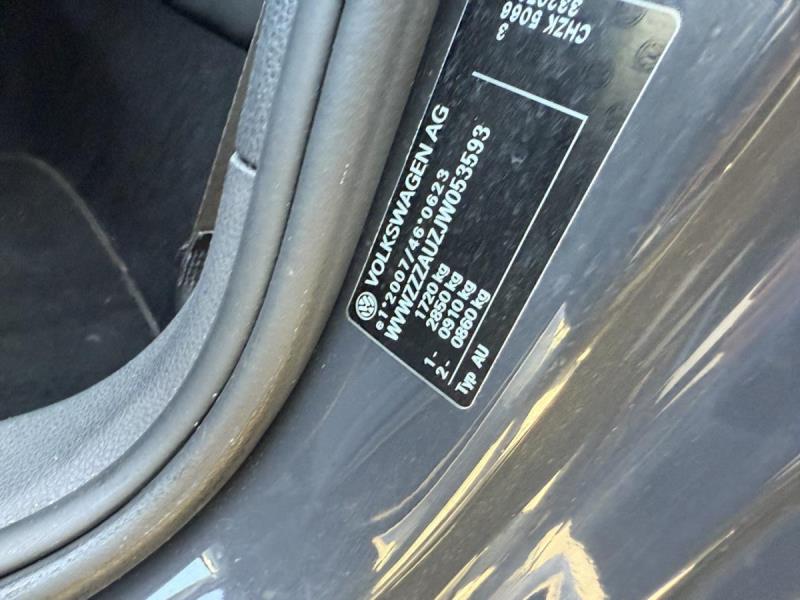 VOLKSWAGEN AG
e1*2007/46*0623
WVWZZZAUZJW053593
1720 kg
2850 kg
1- 0910 kg
2- 0860 kg
Typ AU
CHZK 5066
3